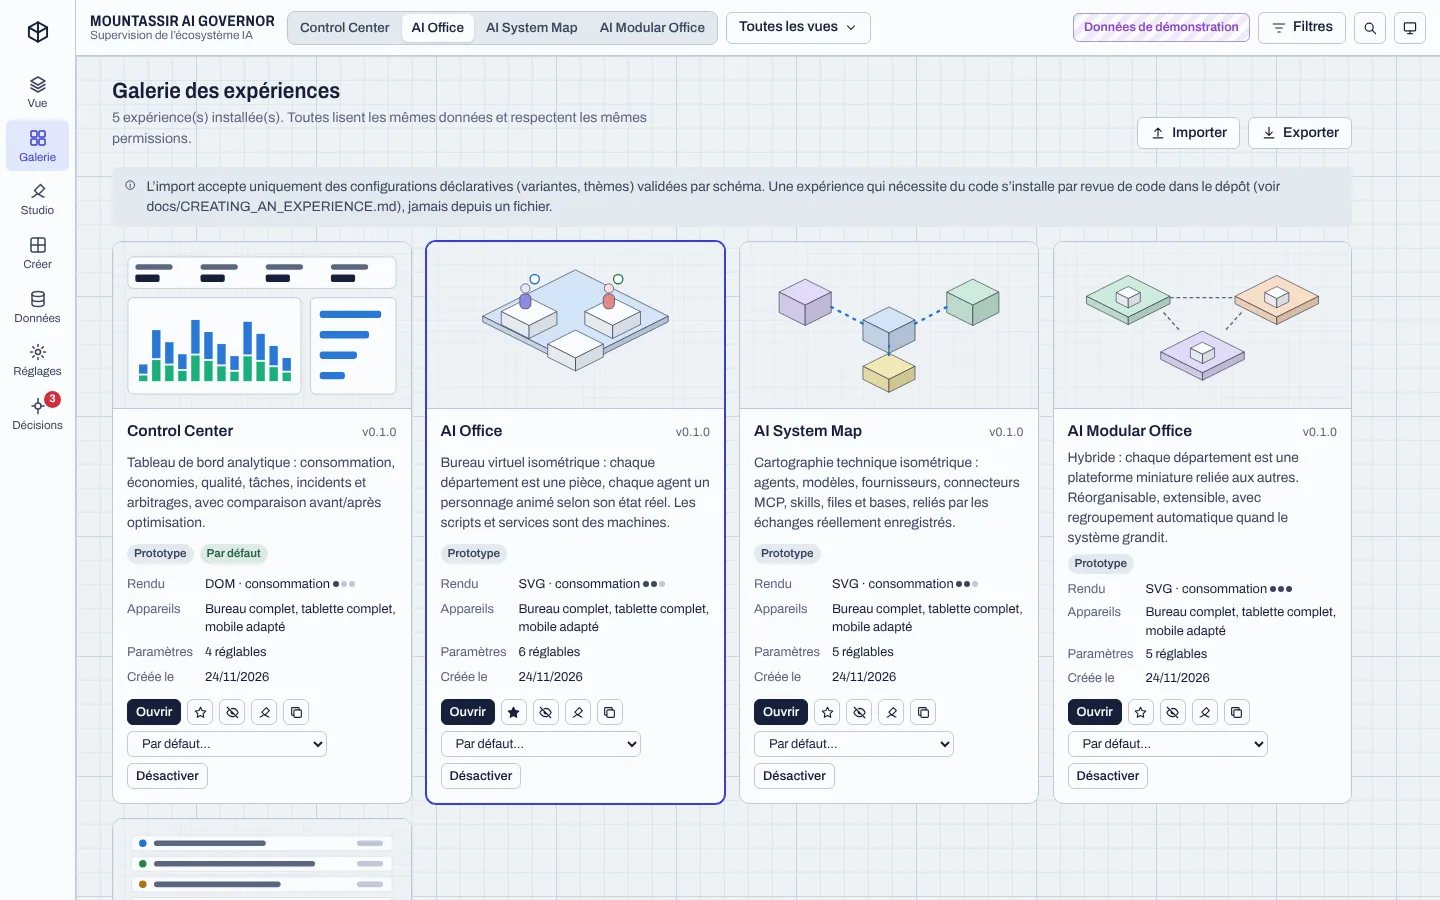 MOUNTASSIR AI GOVERNOR
Supervision de l'écosystème IA
Control Center
AI Office
AI System Map
AI Modular Office
Toutes les vues
Données de démonstration
Filtres
Vue
Galerie
Studio
Créer
Données
Réglages
3
Décisions
Galerie des expériences
5 expérience(s) installée(s). Toutes lisent les mêmes données et respectent les mêmes
permissions.
Importer
Exporter
L'import accepte uniquement des configurations déclaratives (variantes, thèmes) validées par schéma. Une expérience qui nécessite du code s'installe par revue de code dans le dépôt (voir
docs/CREATING_AN_EXPERIENCE.md), jamais depuis un fichier.
Control Center
v0.1.0
Tableau de bord analytique : consommation,
économies, qualité, tâches, incidents et
arbitrages, avec comparaison avant/après
optimisation.
Prototype
Par défaut
Rendu
DOM · consommation
Appareils
Bureau complet, tablette complet,
mobile adapté
Paramètres
4 réglables
Créée le
24/11/2026
Ouvrir
Par défaut...
Désactiver
AI Office
v0.1.0
Bureau virtuel isométrique : chaque
département est une pièce, chaque agent un
personnage animé selon son état réel. Les
scripts et services sont des machines.
Prototype
Rendu
SVG · consommation
Appareils
Bureau complet, tablette complet,
mobile adapté
Paramètres
6 réglables
Créée le
24/11/2026
Ouvrir
Par défaut...
Désactiver
AI System Map
v0.1.0
Cartographie technique isométrique :
agents, modèles, fournisseurs, connecteurs
MCP, skills, files et bases, reliés par les
échanges réellement enregistrés.
Prototype
Rendu
SVG · consommation
Appareils
Bureau complet, tablette complet,
mobile adapté
Paramètres
5 réglables
Créée le
24/11/2026
Ouvrir
Par défaut...
Désactiver
AI Modular Office
v0.1.0
Hybride : chaque département est une
plateforme miniature reliée aux autres.
Réorganisable, extensible, avec
regroupement automatique quand le
système grandit.
Prototype
Rendu
SVG · consommation
Appareils
Bureau complet, tablette complet,
mobile adapté
Paramètres
5 réglables
Créée le
24/11/2026
Ouvrir
Par défaut...
Désactiver